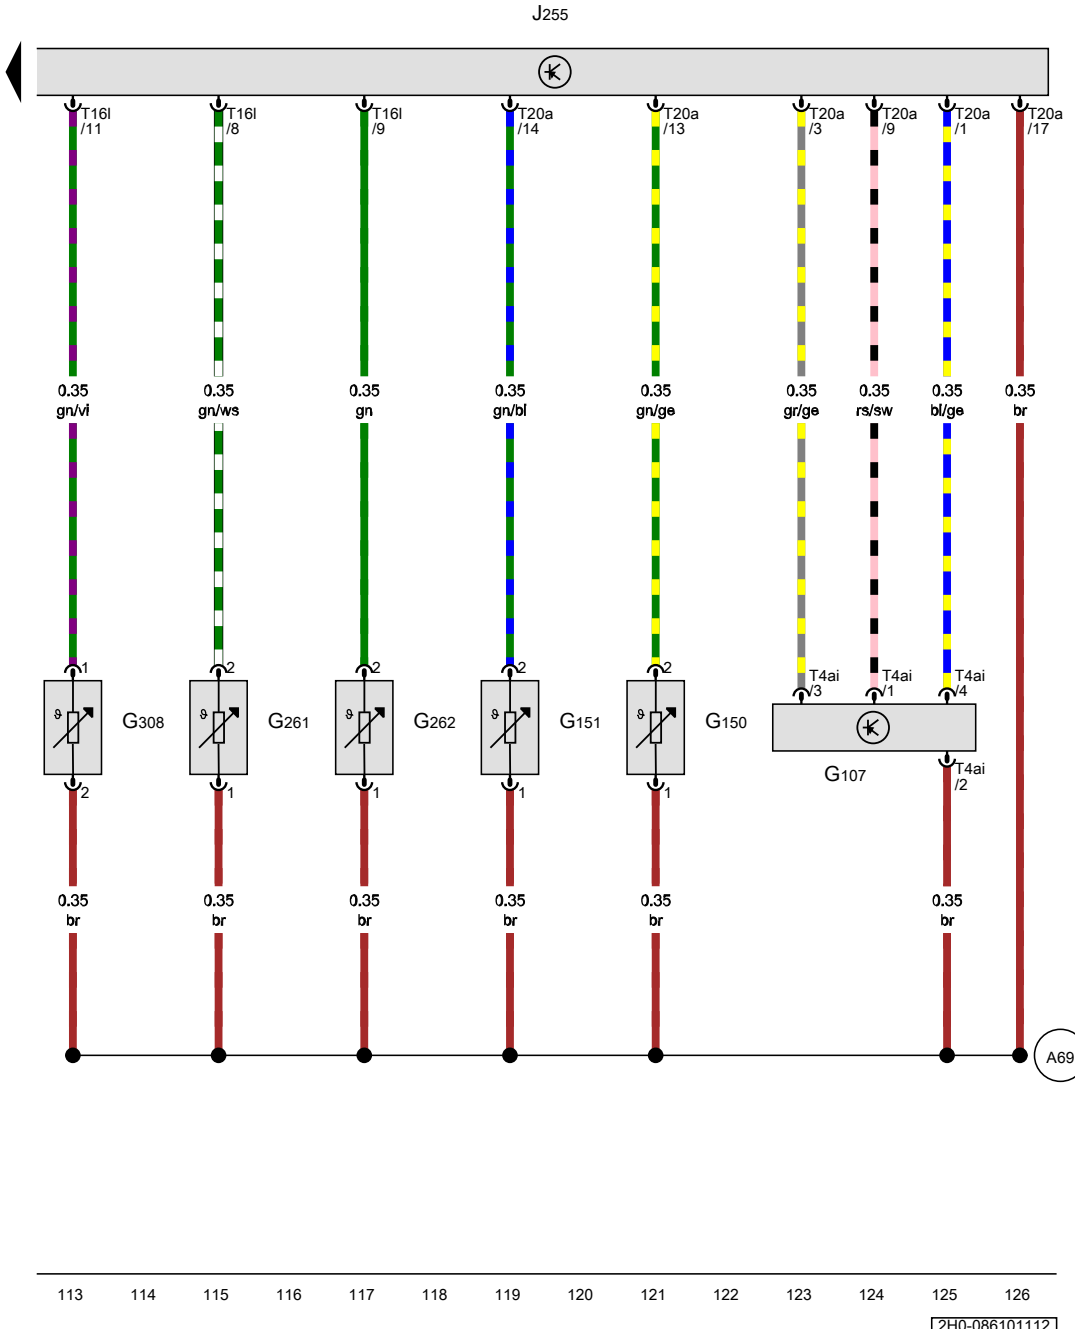 J255
T16l T16l T16l T20a T20a T20a T20a T20a T20a
/11 /8 /9 /14 /13 /3 /9 /1 /17
0.35 0.35 0.35 0.35 0.35 0.35 0.35 0.35 0.35
gn/vi gn/ws gn gn/bl gn/ge gr/ge rs/sw bl/ge br
1 2 2 2 2 T4ai T4ai T4ai
/3 /1 /4
ϑ G308 ϑ G261 ϑ G262 ϑ G151 ϑ G150
G107
2 1 1 1 1 T4ai
/2
0.35 0.35 0.35 0.35 0.35 0.35
br br br br br br
A69
113 114 115 116 117 118 119 120 121 122 123 124 125 126
2H0-086101112